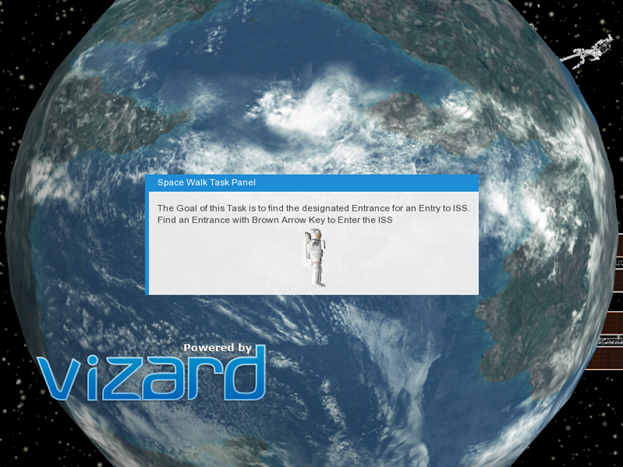 Space Walk Task Panel
The Goal of this Task is to find the designated Entrance for an Entry to ISS.
Find an Entrance with Brown Arrow Key to Enter the ISS
Powered by
vizard